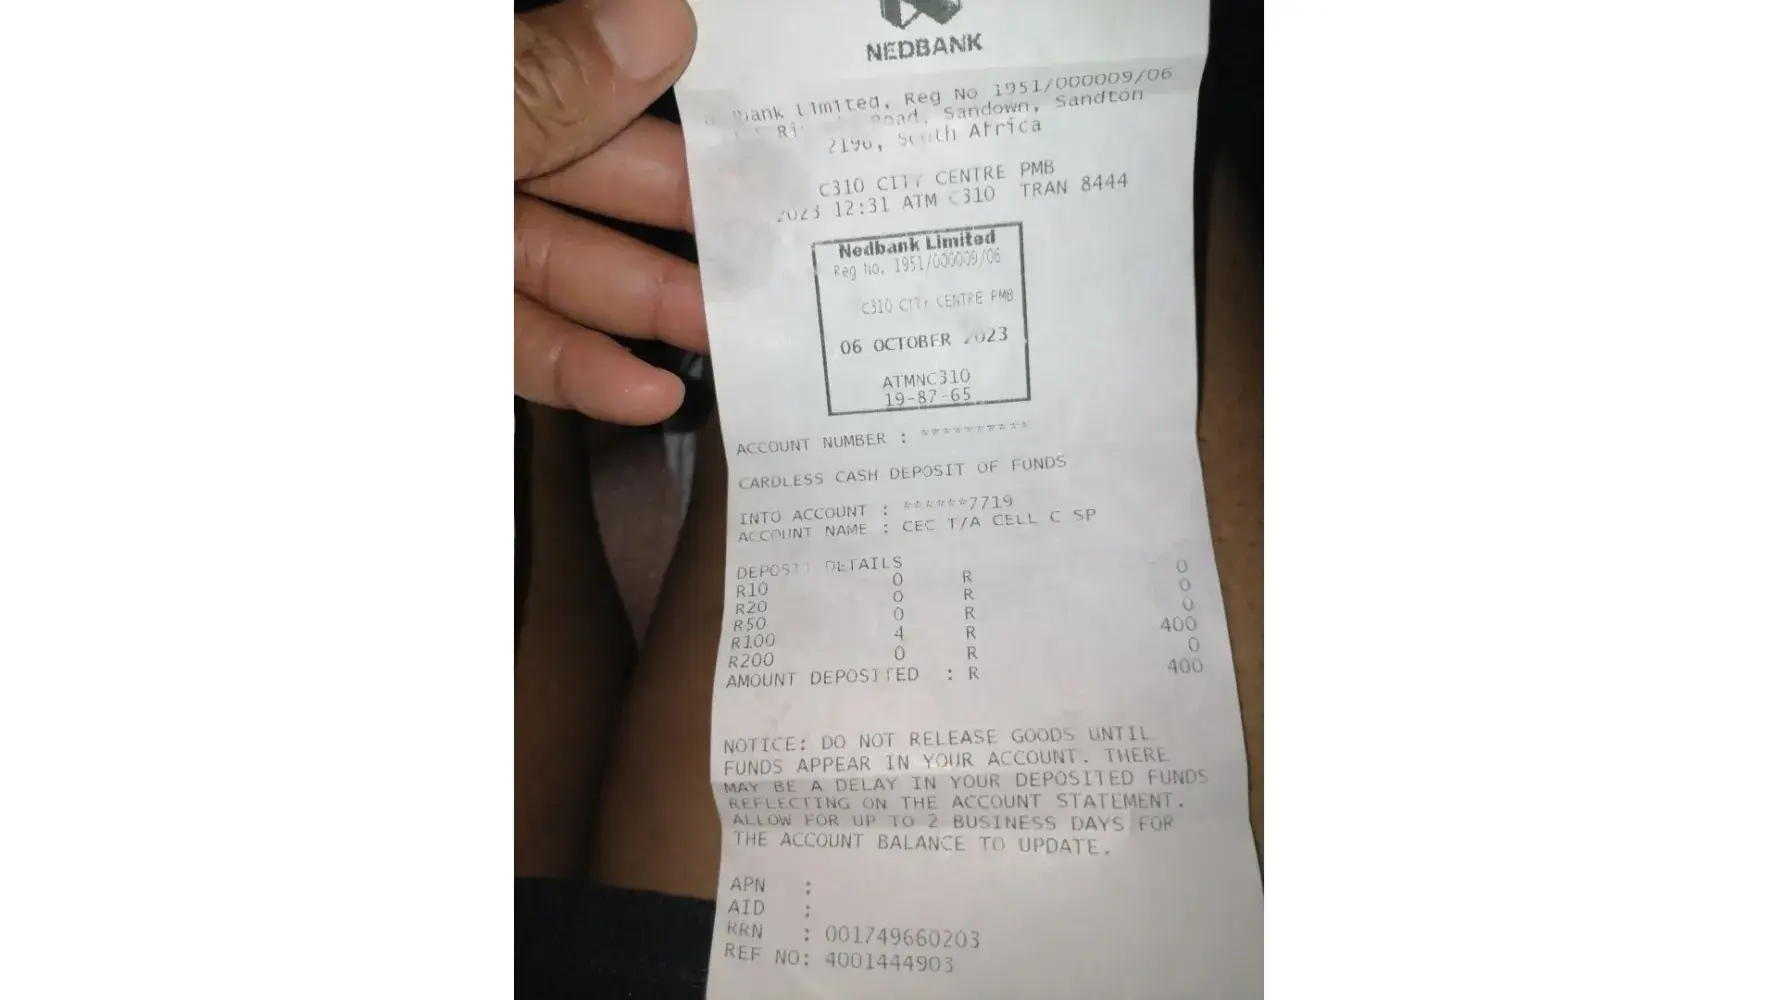 NEDBANK
Limited, Reg No 1951/000009/06
Road, Sandown, Sandton
South Africa
C310 CITY CENTRE PMB
2023 12:31 ATM C310 TRAN 8444
Nedbank Limited
Reg No. 1951/000009/06
C310 CITY CENTRE PMB
06 OCTOBER 2023
ATMNC310
19-87-65
ACCOUNT NUMBER : **********
CARDLESS CASH DEPOSIT OF FUNDS
INTO ACCOUNT : ******7719
ACCOUNT NAME : CEC T/A CELL C SP
DEPOSIT DETAILS
R10 0 R 0
R20 0 R 0
R50 0 R 0
R100 4 R 400
R200 0 R 0
AMOUNT DEPOSITED : R 400
NOTICE: DO NOT RELEASE GOODS UNTIL
FUNDS APPEAR IN YOUR ACCOUNT. THERE
MAY BE A DELAY IN YOUR DEPOSITED FUNDS
REFLECTING ON THE ACCOUNT STATEMENT.
ALLOW FOR UP TO 2 BUSINESS DAYS FOR
THE ACCOUNT BALANCE TO UPDATE.
APN :
AID :
RRN : 001749660203
REF NO: 4001444903